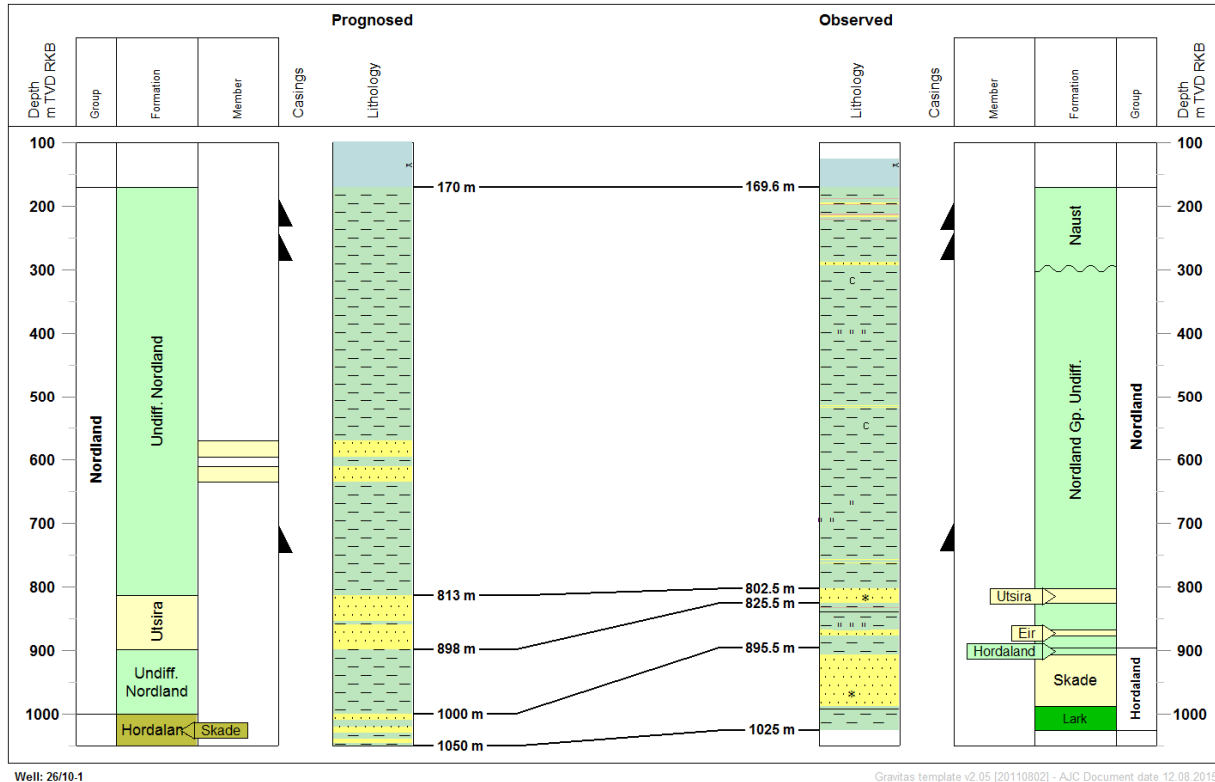 Prognosed
Observed
Depth
m TVD RKB
Group
Formation
Member
Casings
Lithology
Lithology
Casings
Member
Formation
Group
Depth
m TVD RKB
100
200
300
400
500
600
700
800
900
1000
Nordland
Undiff. Nordland
Utsira
Undiff.
Nordland
Hordalan
Skade
170 m
813 m
898 m
1000 m
1050 m
169.6 m
802.5 m
825.5 m
895.5 m
1025 m
C
C
Utsira
Eir
Hordaland
Naust
Nordland Gp. Undiff.
Skade
Lark
Nordland
Hordaland
100
200
300
400
500
600
700
800
900
1000
Well: 26/10-1
Gravitas template v2.05 [20110802] - AJC Document date 12.08.2015